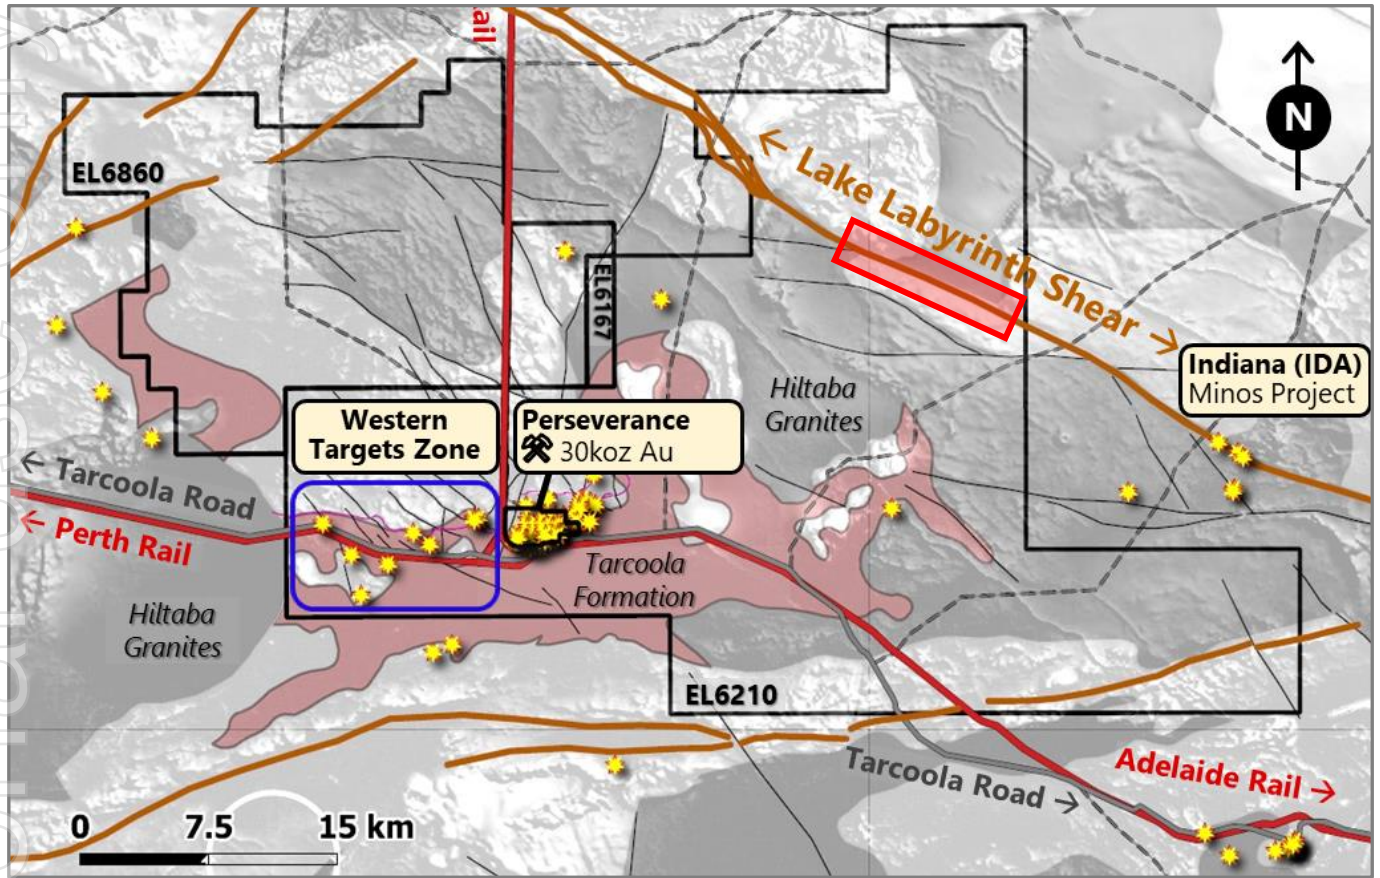 ail
N
← Lake Labyrinth Shear →
EL6860
EL6167
Indiana (IDA)
Minos Project
Hiltaba
Granites
Western
Targets Zone
Perseverance
30koz Au
← Tarcoola Road
← Perth Rail
Tarcoola
Formation
Hiltaba
Granites
EL6210
Tarcoola Road →
Adelaide Rail →
0 7.5 15 km